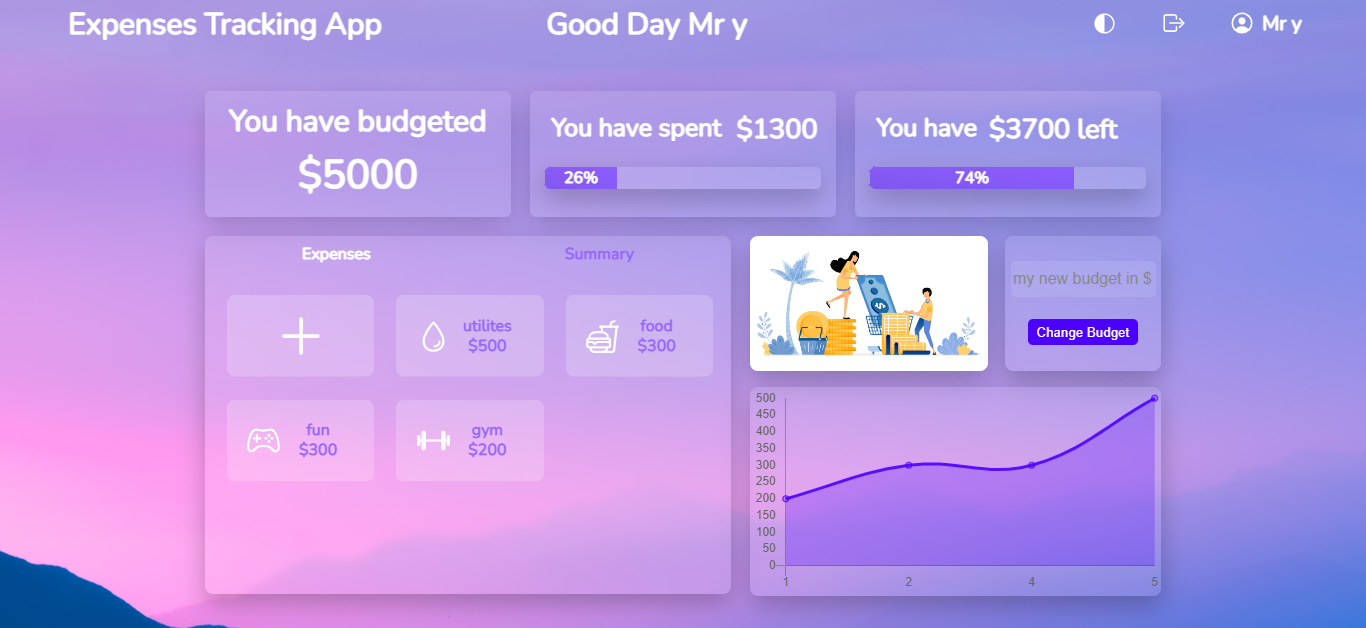 Expenses Tracking App
Good Day Mr y
Mr y
You have budgeted
$5000
You have spent $1300
26%
You have $3700 left
74%
Expenses
Summary
utilites
$500
food
$300
fun
$300
gym
$200
my new budget in $
Change Budget
500
450
400
350
300
250
200
150
100
50
0
1 2 4 5